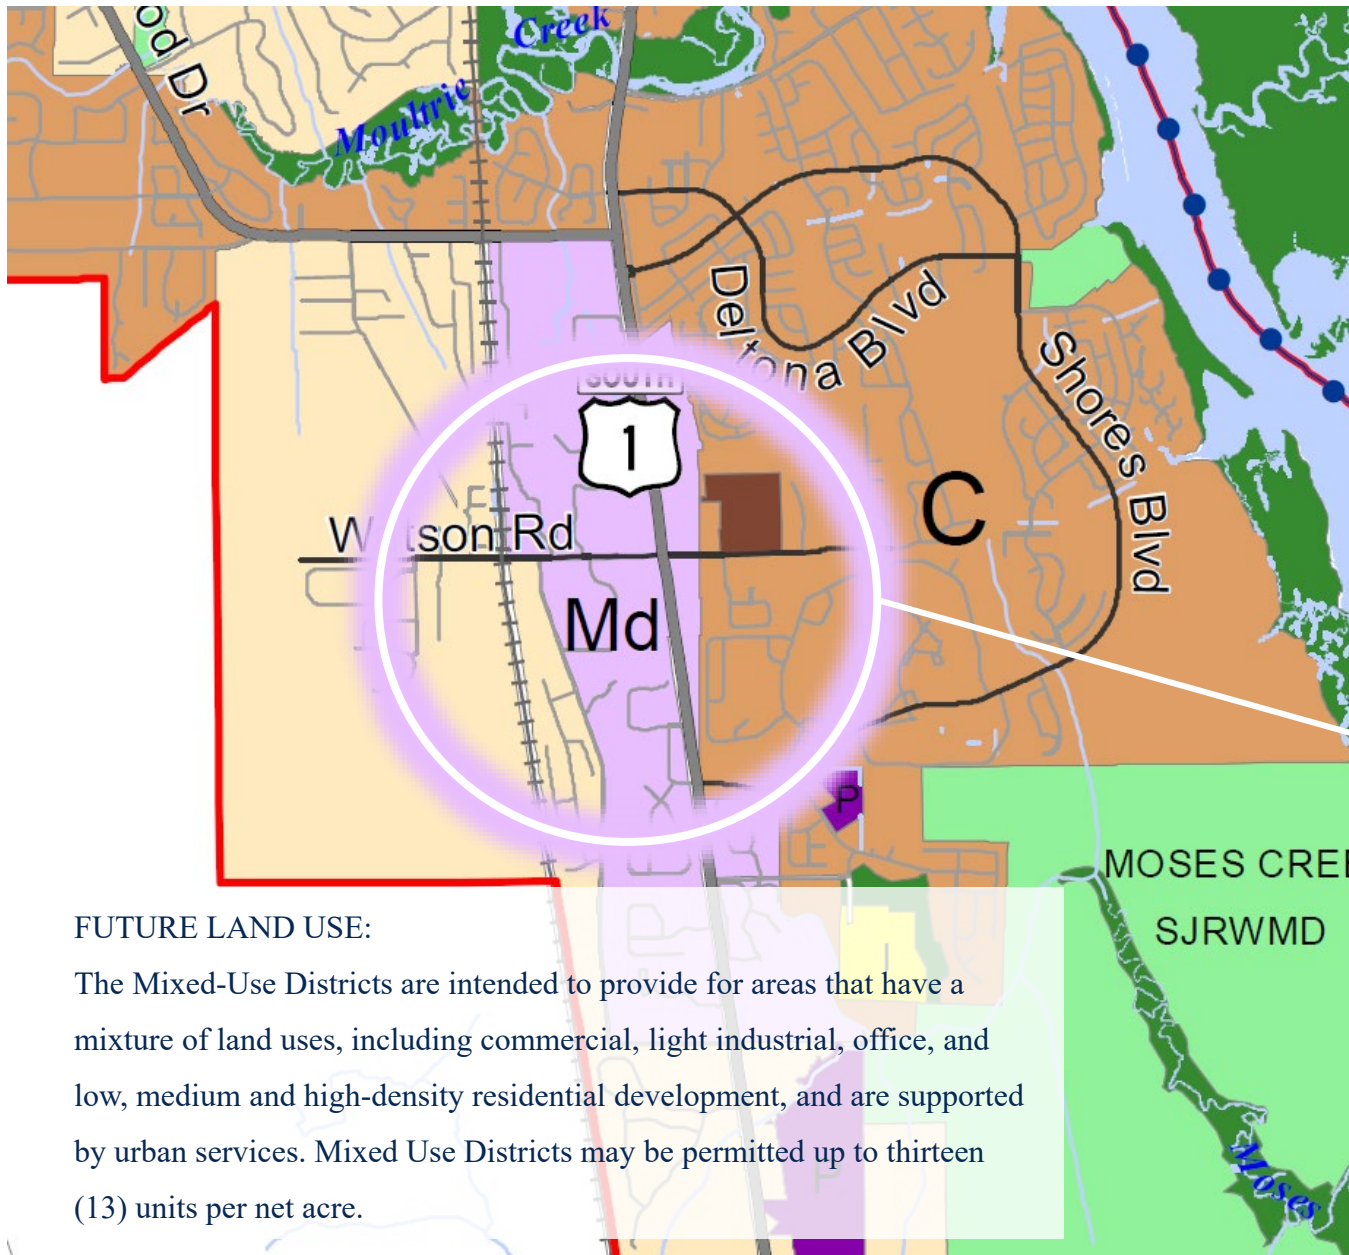 od Dr
Creek
Moultrie
Deltona Blvd
Shores Blvd
SOUTH
1
C
Watson Rd
Md
P
MOSES CREE
SJRWMD
FUTURE LAND USE:
The Mixed-Use Districts are intended to provide for areas that have a
mixture of land uses, including commercial, light industrial, office, and
low, medium and high-density residential development, and are supported
by urban services. Mixed Use Districts may be permitted up to thirteen
(13) units per net acre.
P
Moses